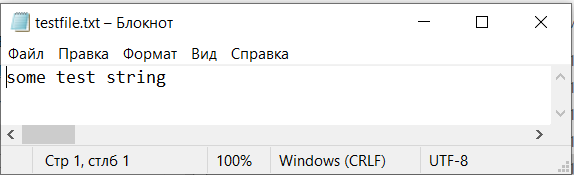 testfile.txt – Блокнот
Файл Правка Формат Вид Справка
some test string
Стр 1, стлб 1 100% Windows (CRLF) UTF-8